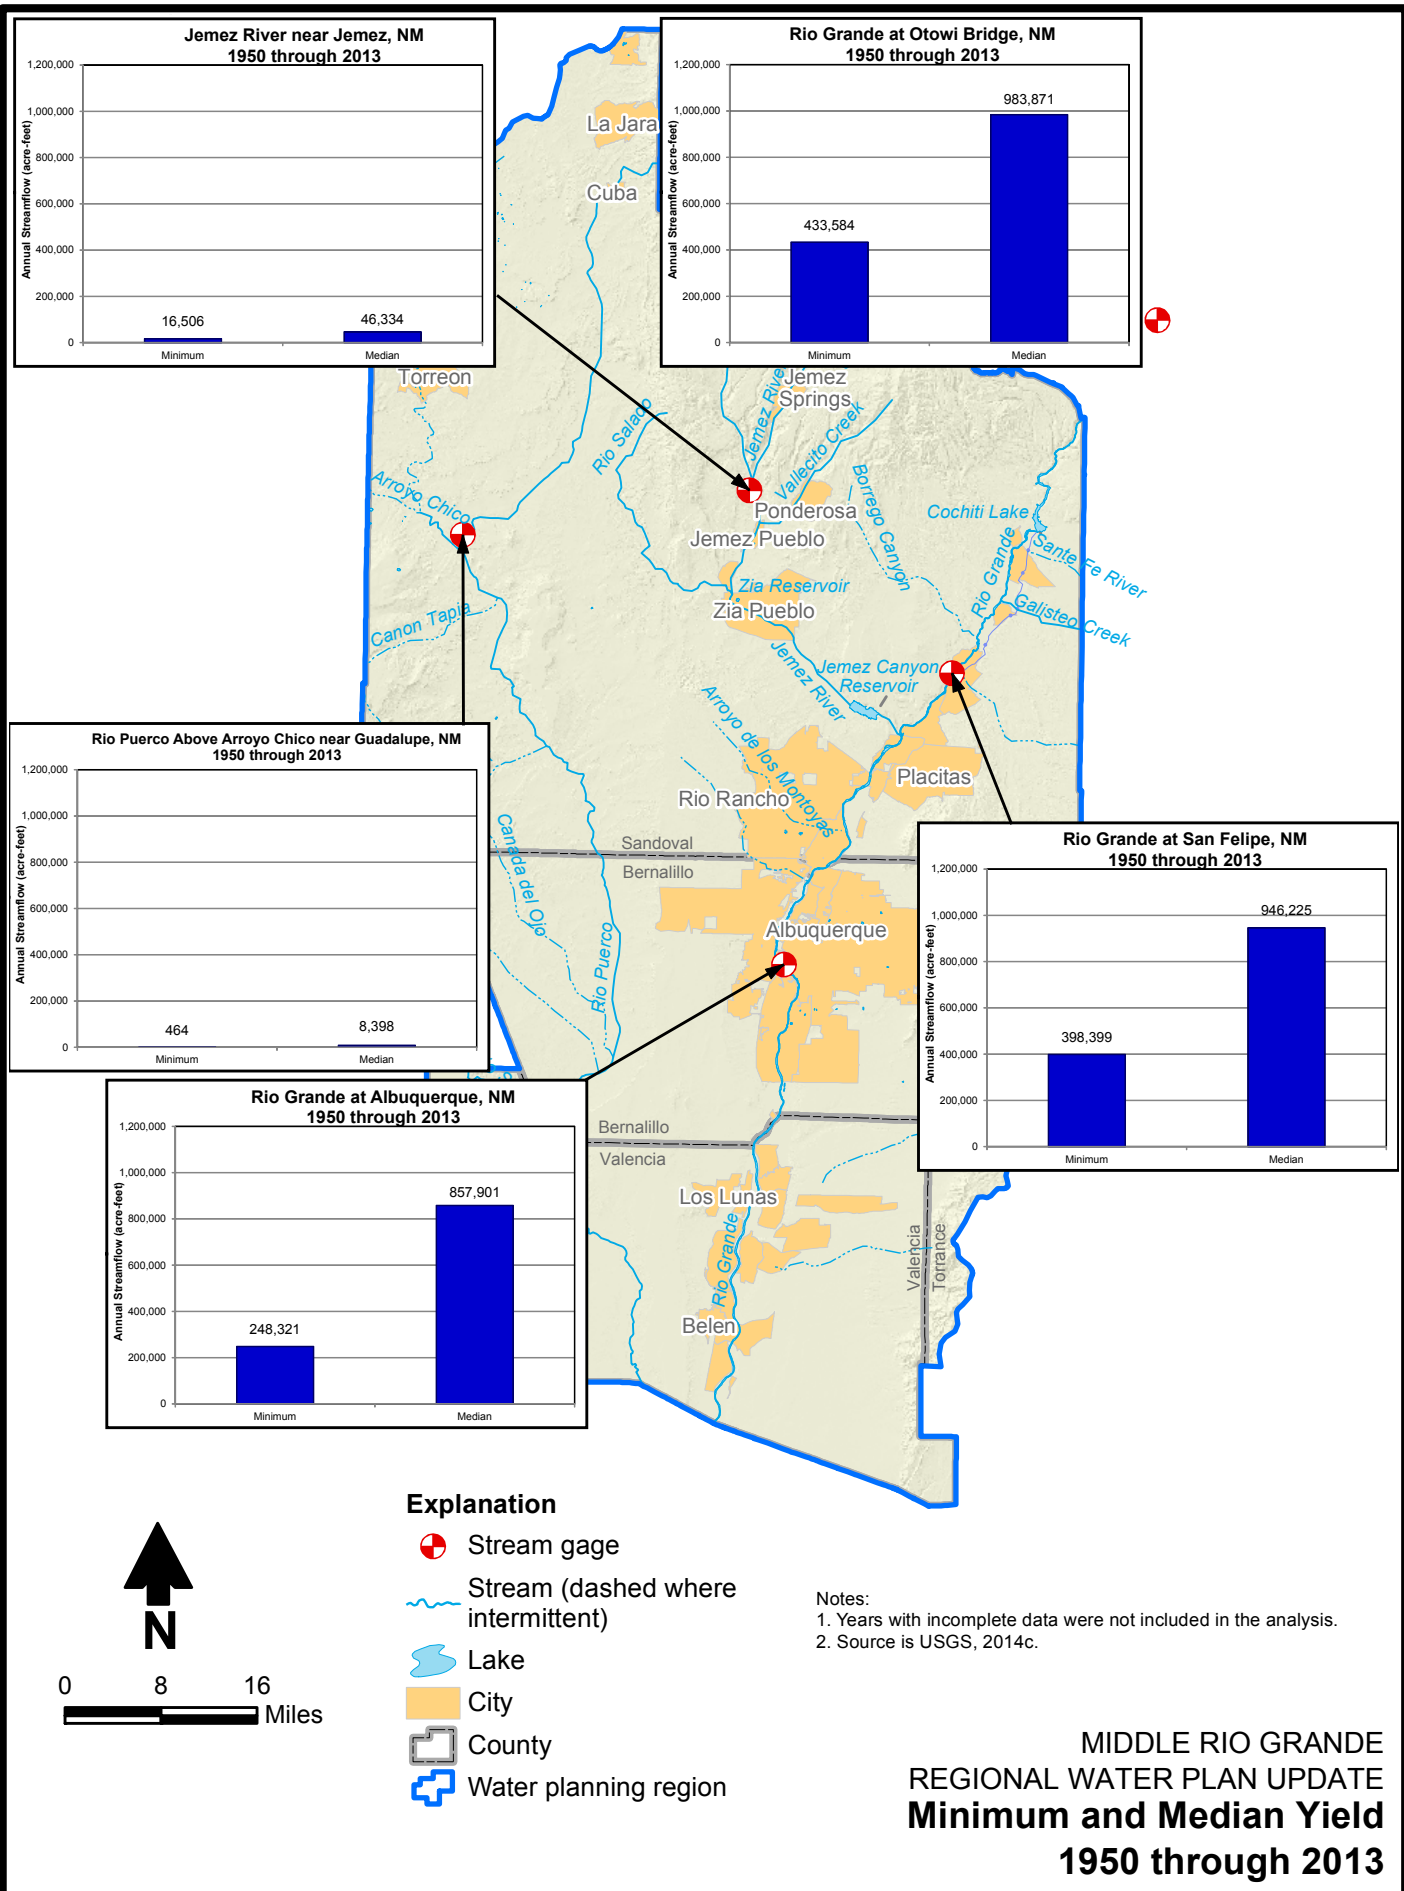 Jemez River near Jemez, NM
1950 through 2013
Annual Streamflow (acre-feet)
1,200,000
1,000,000
800,000
600,000
400,000
200,000
0
16,506
46,334
Minimum
Median
Rio Grande at Otowi Bridge, NM
1950 through 2013
Annual Streamflow (acre-feet)
1,200,000
1,000,000
800,000
600,000
400,000
200,000
0
433,584
983,871
Minimum
Median
La Jara
Cuba
Torreon
Jemez
Springs
Rio Salado
Jemez River
Vallecito Creek
Borrego Canyon
Arroyo Chico
Ponderosa
Jemez Pueblo
Cochiti Lake
Rio Grande
Sante Fe River
Galisteo Creek
Zia Reservoir
Zia Pueblo
Canon Tapia
Jemez River
Jemez Canyon
Reservoir
Arroyo de los Montoyas
Placitas
Rio Rancho
Rio Puerco Above Arroyo Chico near Guadalupe, NM
1950 through 2013
Annual Streamflow (acre-feet)
1,200,000
1,000,000
800,000
600,000
400,000
200,000
0
464
8,398
Minimum
Median
Canada del Ojo
Rio Puerco
Sandoval
Bernalillo
Albuquerque
Rio Grande at San Felipe, NM
1950 through 2013
Annual Streamflow (acre-feet)
1,200,000
1,000,000
800,000
600,000
400,000
200,000
0
398,399
946,225
Minimum
Median
Rio Grande at Albuquerque, NM
1950 through 2013
Annual Streamflow (acre-feet)
1,200,000
1,000,000
800,000
600,000
400,000
200,000
0
248,321
857,901
Minimum
Median
Bernalillo
Valencia
Los Lunas
Rio Grande
Valencia
Torrance
Belen
N
0 8 16
Miles
Explanation
Stream gage
Stream (dashed where
intermittent)
Lake
City
County
Water planning region
Notes:
1. Years with incomplete data were not included in the analysis.
2. Source is USGS, 2014c.
MIDDLE RIO GRANDE
REGIONAL WATER PLAN UPDATE
Minimum and Median Yield
1950 through 2013